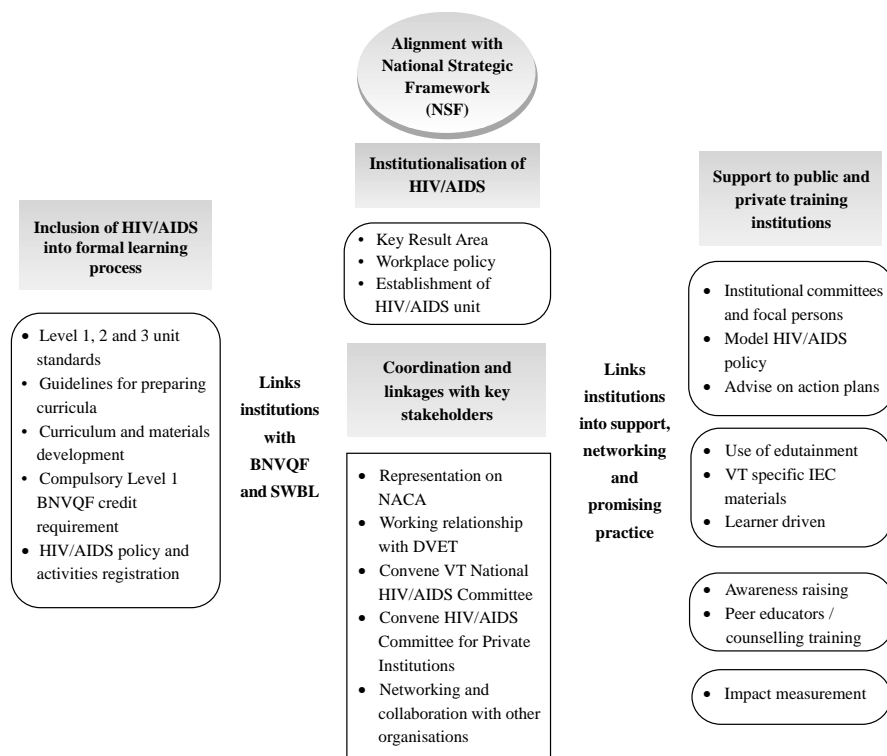 Alignment with
National Strategic
Framework
(NSF)
Institutionalisation of
HIV/AIDS
• Key Result Area
• Workplace policy
• Establishment of
HIV/AIDS unit
Inclusion of HIV/AIDS
into formal learning
process
• Level 1, 2 and 3 unit
standards
• Guidelines for preparing
curricula
• Curriculum and materials
development
• Compulsory Level 1
BNVQF credit
requirement
• HIV/AIDS policy and
activities registration
Links
institutions
with
BNVQF
and SWBL
Coordination and
linkages with key
stakeholders
• Representation on
NACA
• Working relationship
with DVET
• Convene VT National
HIV/AIDS Committee
• Convene HIV/AIDS
Committee for Private
Institutions
• Networking and
collaboration with other
organisations
Links
institutions
into support,
networking
and
promising
practice
Support to public and
private training
institutions
• Institutional committees
and focal persons
• Model HIV/AIDS
policy
• Advise on action plans
• Use of edutainment
• VT specific IEC
materials
• Learner driven
• Awareness raising
• Peer educators /
counselling training
• Impact measurement